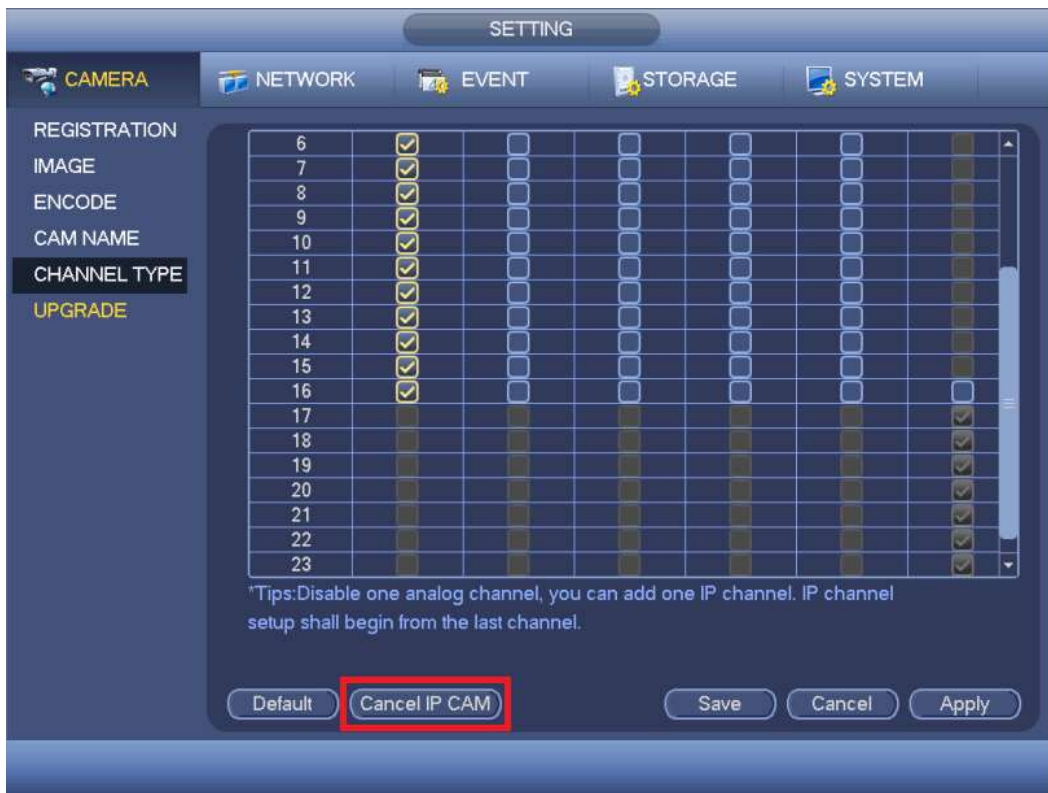 SETTING
CAMERA NETWORK EVENT STORAGE SYSTEM
REGISTRATION
IMAGE
ENCODE
CAM NAME
CHANNEL TYPE
UPGRADE
6
7
8
9
10
11
12
13
14
15
16
17
18
19
20
21
22
23
*Tips:Disable one analog channel, you can add one IP channel. IP channel
setup shall begin from the last channel.
Default Cancel IP CAM Save Cancel Apply